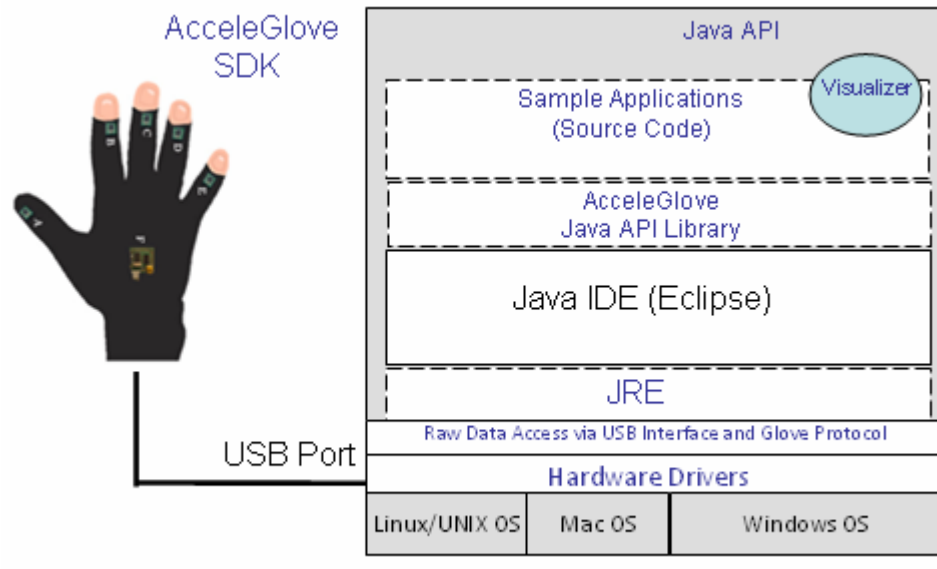 AcceleGlove
SDK
B
C
D
E
A
F
USB Port
Java API
Visualizer
Sample Applications
(Source Code)
AcceleGlove
Java API Library
Java IDE (Eclipse)
JRE
Raw Data Access via USB Interface and Glove Protocol
Hardware Drivers
Linux/UNIX OS
Mac OS
Windows OS